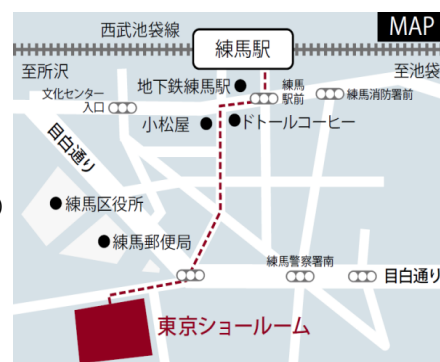 MAP
西武池袋線
練馬駅
至所沢
至池袋
地下鉄練馬駅
練馬
駅前
練馬消防署前
文化センター
入口
小松屋
ドトールコーヒー
目白通り
練馬区役所
練馬郵便局
練馬警察署南
目白通り
東京ショールーム